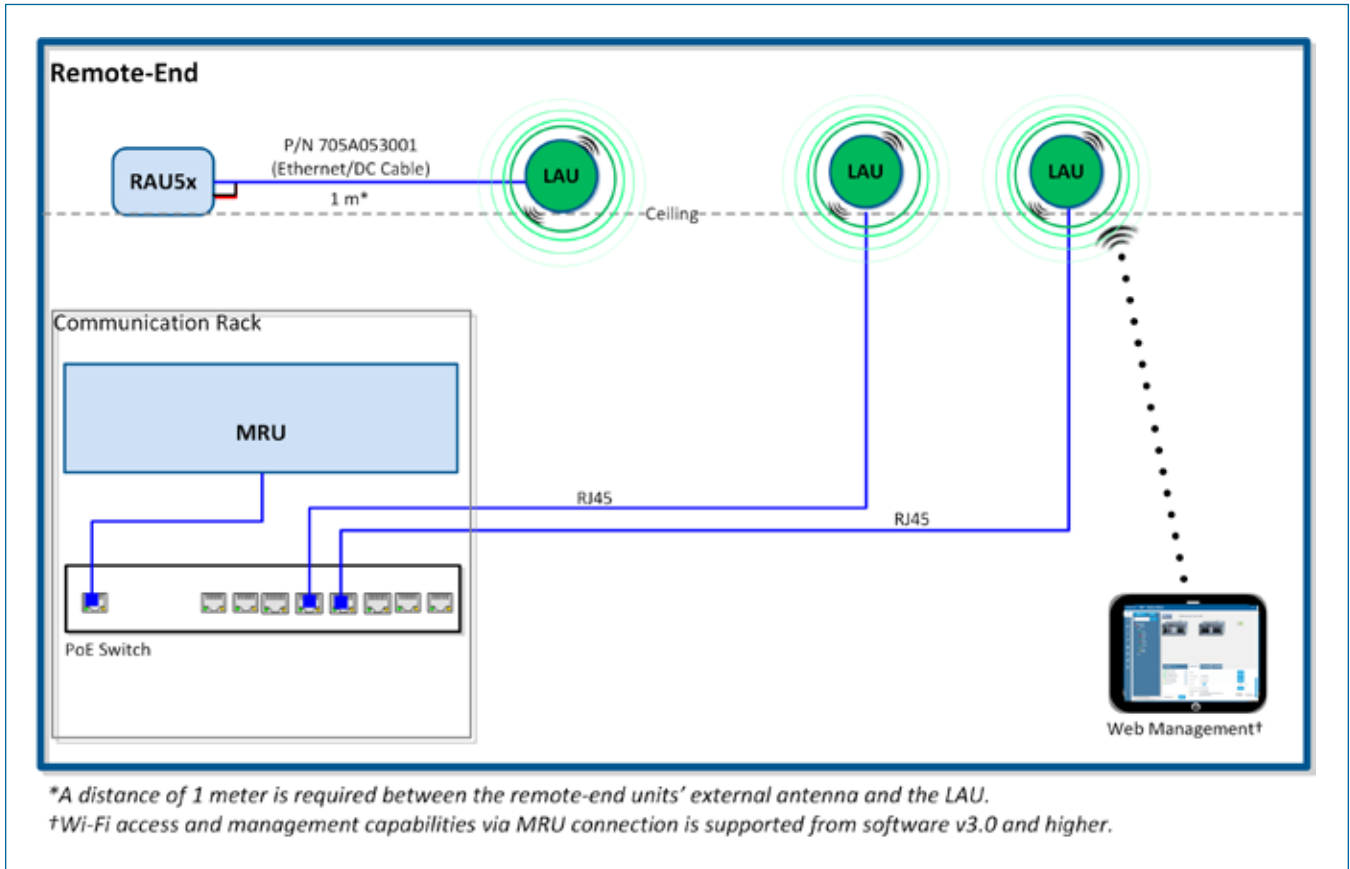 Remote-End
P/N 705A053001
(Ethernet/DC Cable)
RAU5x
1 m*
LAU
LAU
LAU
Ceiling
Communication Rack
MRU
RJ45
RJ45
PoE Switch
Web Management†
*A distance of 1 meter is required between the remote-end units' external antenna and the LAU.
†Wi-Fi access and management capabilities via MRU connection is supported from software v3.0 and higher.